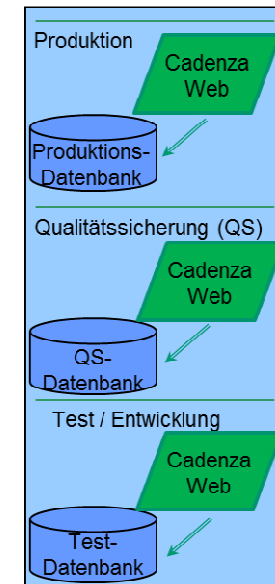 Produktion
Cadenza
Web
Produktions-
Datenbank
Qualitätssicherung (QS)
Cadenza
Web
QS-
Datenbank
Test / Entwicklung
Cadenza
Web
Test-
Datenbank